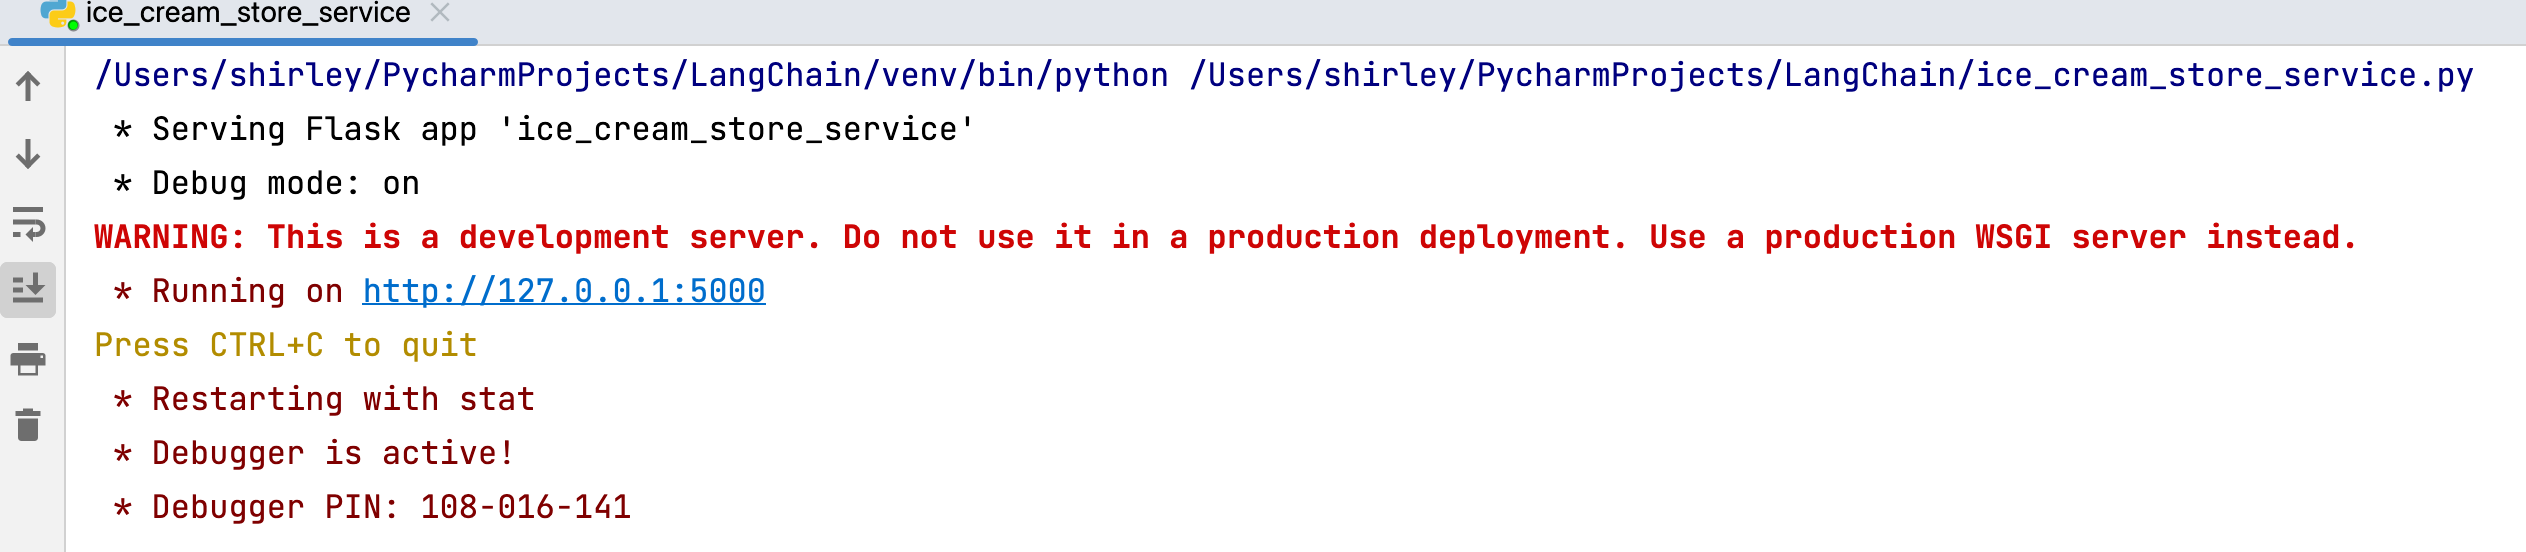 ice_cream_store_service
/Users/shirley/PycharmProjects/LangChain/venv/bin/python /Users/shirley/PycharmProjects/LangChain/ice_cream_store_service.py
* Serving Flask app 'ice_cream_store_service'
* Debug mode: on
WARNING: This is a development server. Do not use it in a production deployment. Use a production WSGI server instead.
* Running on http://127.0.0.1:5000
Press CTRL+C to quit
* Restarting with stat
* Debugger is active!
* Debugger PIN: 108-016-141